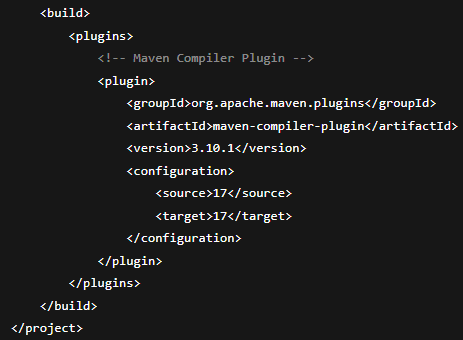 <build>
<plugins>
<!-- Maven Compiler Plugin -->
<plugin>
<groupId>org.apache.maven.plugins</groupId>
<artifactId>maven-compiler-plugin</artifactId>
<version>3.10.1</version>
<configuration>
<source>17</source>
<target>17</target>
</configuration>
</plugin>
</plugins>
</build>
</project>